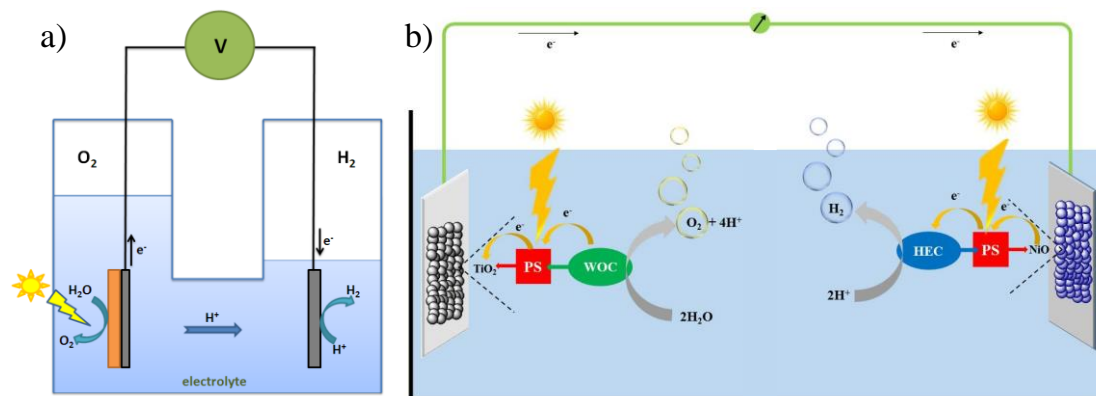 a)
V
O₂
H₂
e⁻
e⁻
H₂O
O₂
H⁺
H₂
H⁺
electrolyte
b)
e⁻
e⁻
e⁻
e⁻
TiO₂
PS
WOC
O₂ + 4H⁺
2H₂O
H₂
2H⁺
HEC
e⁻
PS
e⁻
NiO